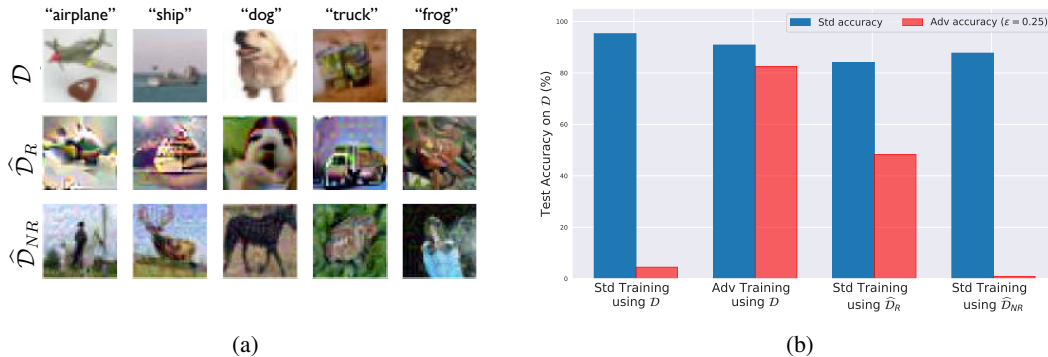 “airplane” “ship” “dog” “truck” “frog”
𝒟
𝒟̂_R
𝒟̂_NR
(a)
Test Accuracy on 𝒟 (%)
100
80
60
40
20
0
Std accuracy Adv accuracy (ε = 0.25)
Std Training using 𝒟
Adv Training using 𝒟
Std Training using 𝒟̂_R
Std Training using 𝒟̂_NR
(b)